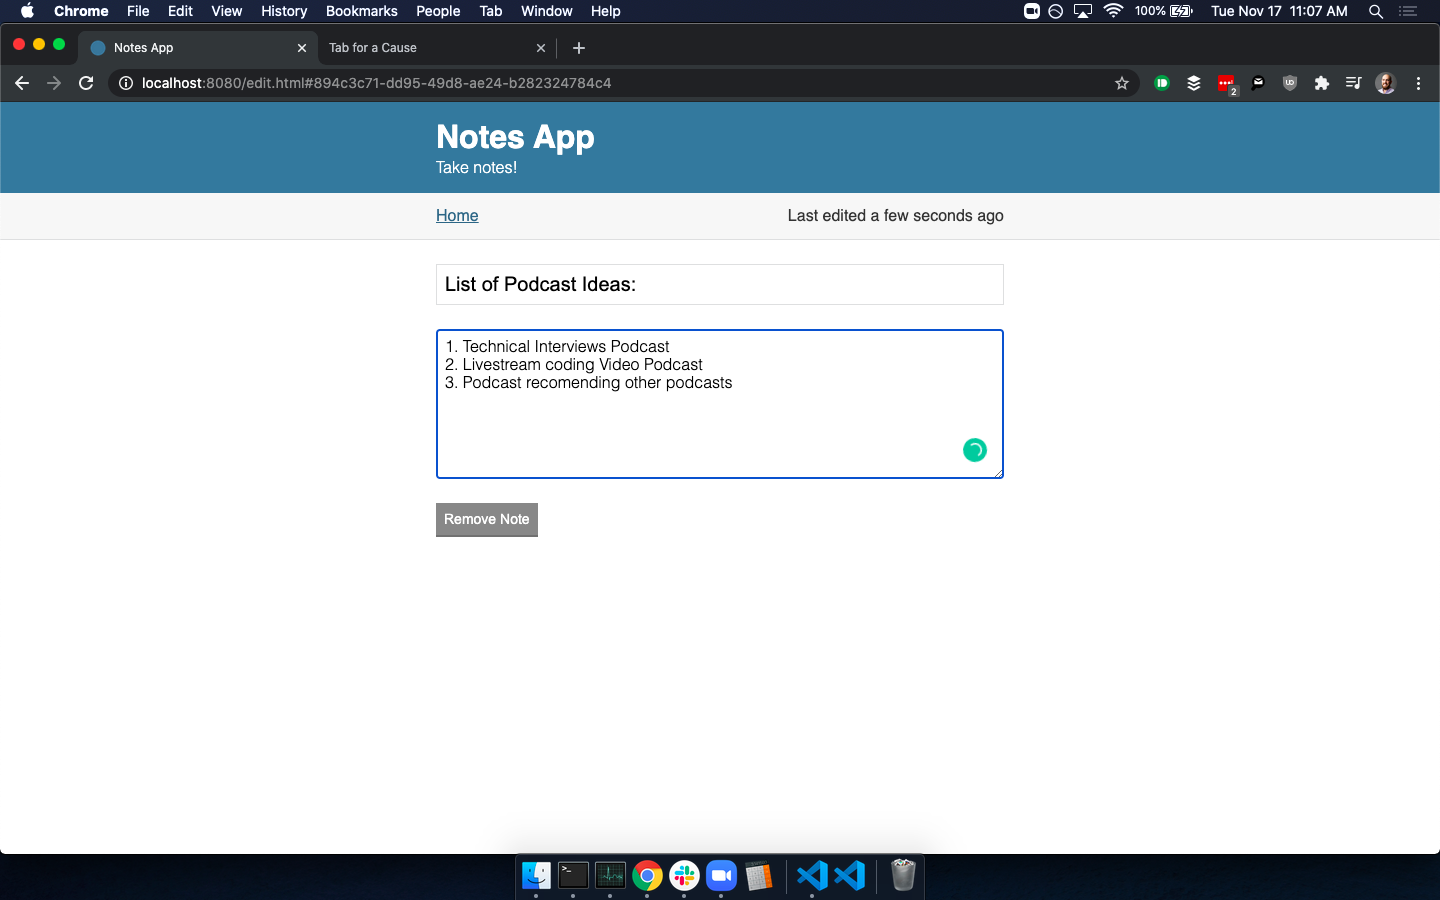 Chrome File Edit View History Bookmarks People Tab Window Help 100% Tue Nov 17 11:07 AM
Notes App Tab for a Cause
localhost:8080/edit.html#894c3c71-dd95-49d8-ae24-b282324784c4 2
Notes App
Take notes!
Home Last edited a few seconds ago
List of Podcast Ideas:
1. Technical Interviews Podcast
2. Livestream coding Video Podcast
3. Podcast recomending other podcasts
Remove Note